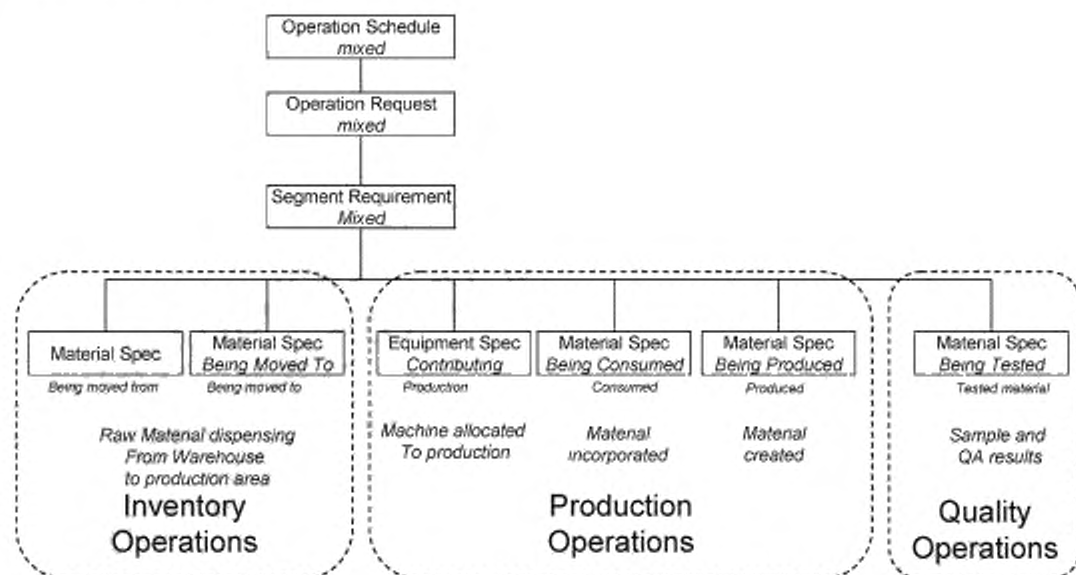 Operation Schedule
mixed
Operation Request
mixed
Segment Requirement
Mixed
Material Spec
Being moved from
Material Spec
Being Moved To
Being moved to
Raw Material dispensing
From Warehouse
to production area
Inventory
Operations
Equipment Spec
Contributing
Production
Machine allocated
To production
Material Spec
Being Consumed
Consumed
Material
incorporated
Material Spec
Being Produced
Produced
Material
created
Production
Operations
Material Spec
Being Tested
Tested material
Sample and
QA results
Quality
Operations